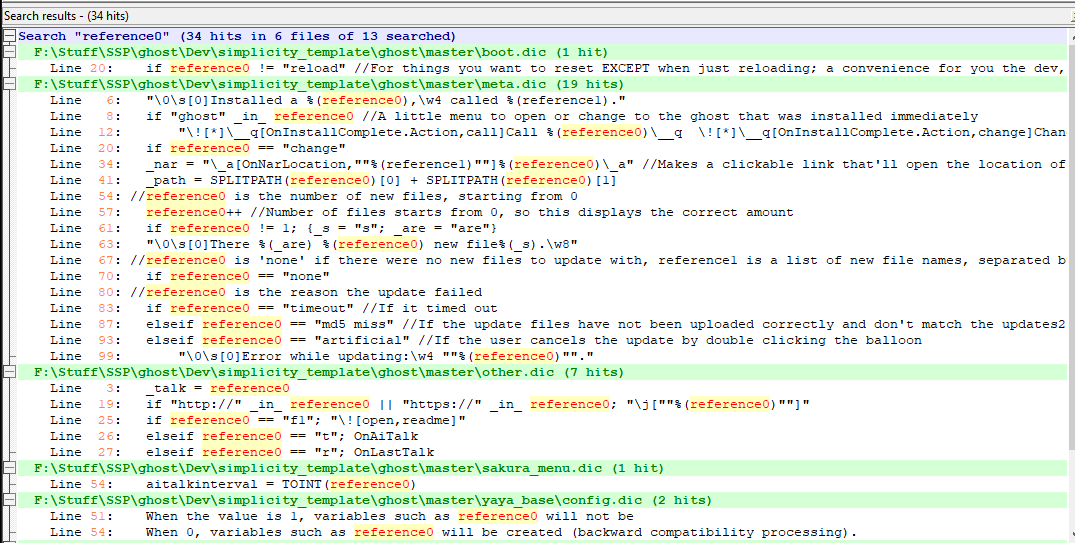 Search results - (34 hits)
Search "reference0" (34 hits in 6 files of 13 searched)
F:\Stuff\SSP\ghost\Dev\simplicity_template\ghost\master\boot.dic (1 hit)
Line 20: if reference0 != "reload" //For things you want to reset EXCEPT when just reloading; a convenience for you the dev,
F:\Stuff\SSP\ghost\Dev\simplicity_template\ghost\master\meta.dic (19 hits)
Line 6: "\0\s[0]Installed a %(reference0),\w4 called %(reference1)."
Line 8: if "ghost" _in_ reference0 //A little menu to open or change to the ghost that was installed immediately
Line 12: "\![*]\__q[OnInstallComplete.Action,call]Call %(reference0)\__q  \![*]\__q[OnInstallComplete.Action,change]Chan
Line 20: if reference0 == "change"
Line 34: _nar = "\_a[OnNarLocation,""%(reference1)""]%(reference0)\_a" //Makes a clickable link that'll open the location of
Line 41: _path = SPLITPATH(reference0)[0] + SPLITPATH(reference0)[1]
Line 54: //reference0 is the number of new files, starting from 0
Line 57: reference0++ //Number of files starts from 0, so this displays the correct amount
Line 61: if reference0 != 1; {_s = "s"; _are = "are"}
Line 63: "\0\s[0]There %(_are) %(reference0) new file%(_s).\w8"
Line 67: //reference0 is 'none' if there were no new files to update with, reference1 is a list of new file names, separated b
Line 70: if reference0 == "none"
Line 80: //reference0 is the reason the update failed
Line 83: if reference0 == "timeout" //If it timed out
Line 87: elseif reference0 == "md5 miss" //If the update files have not been uploaded correctly and don't match the updates2
Line 93: elseif reference0 == "artificial" //If the user cancels the update by double clicking the balloon
Line 99: "\0\s[0]Error while updating:\w4 ""%(reference0)""."
F:\Stuff\SSP\ghost\Dev\simplicity_template\ghost\master\other.dic (7 hits)
Line 3: _talk = reference0
Line 19: if "http://" _in_ reference0 || "https://" _in_ reference0; "\j[""%(reference0)""]"
Line 25: if reference0 == "f1"; "\![open,readme]"
Line 26: elseif reference0 == "t"; OnAiTalk
Line 27: elseif reference0 == "r"; OnLastTalk
F:\Stuff\SSP\ghost\Dev\simplicity_template\ghost\master\sakura_menu.dic (1 hit)
Line 54: aitalkinterval = TOINT(reference0)
F:\Stuff\SSP\ghost\Dev\simplicity_template\ghost\master\yaya_base\config.dic (2 hits)
Line 51: When the value is 1, variables such as reference0 will not be
Line 54: When 0, variables such as reference0 will be created (backward compatibility processing).